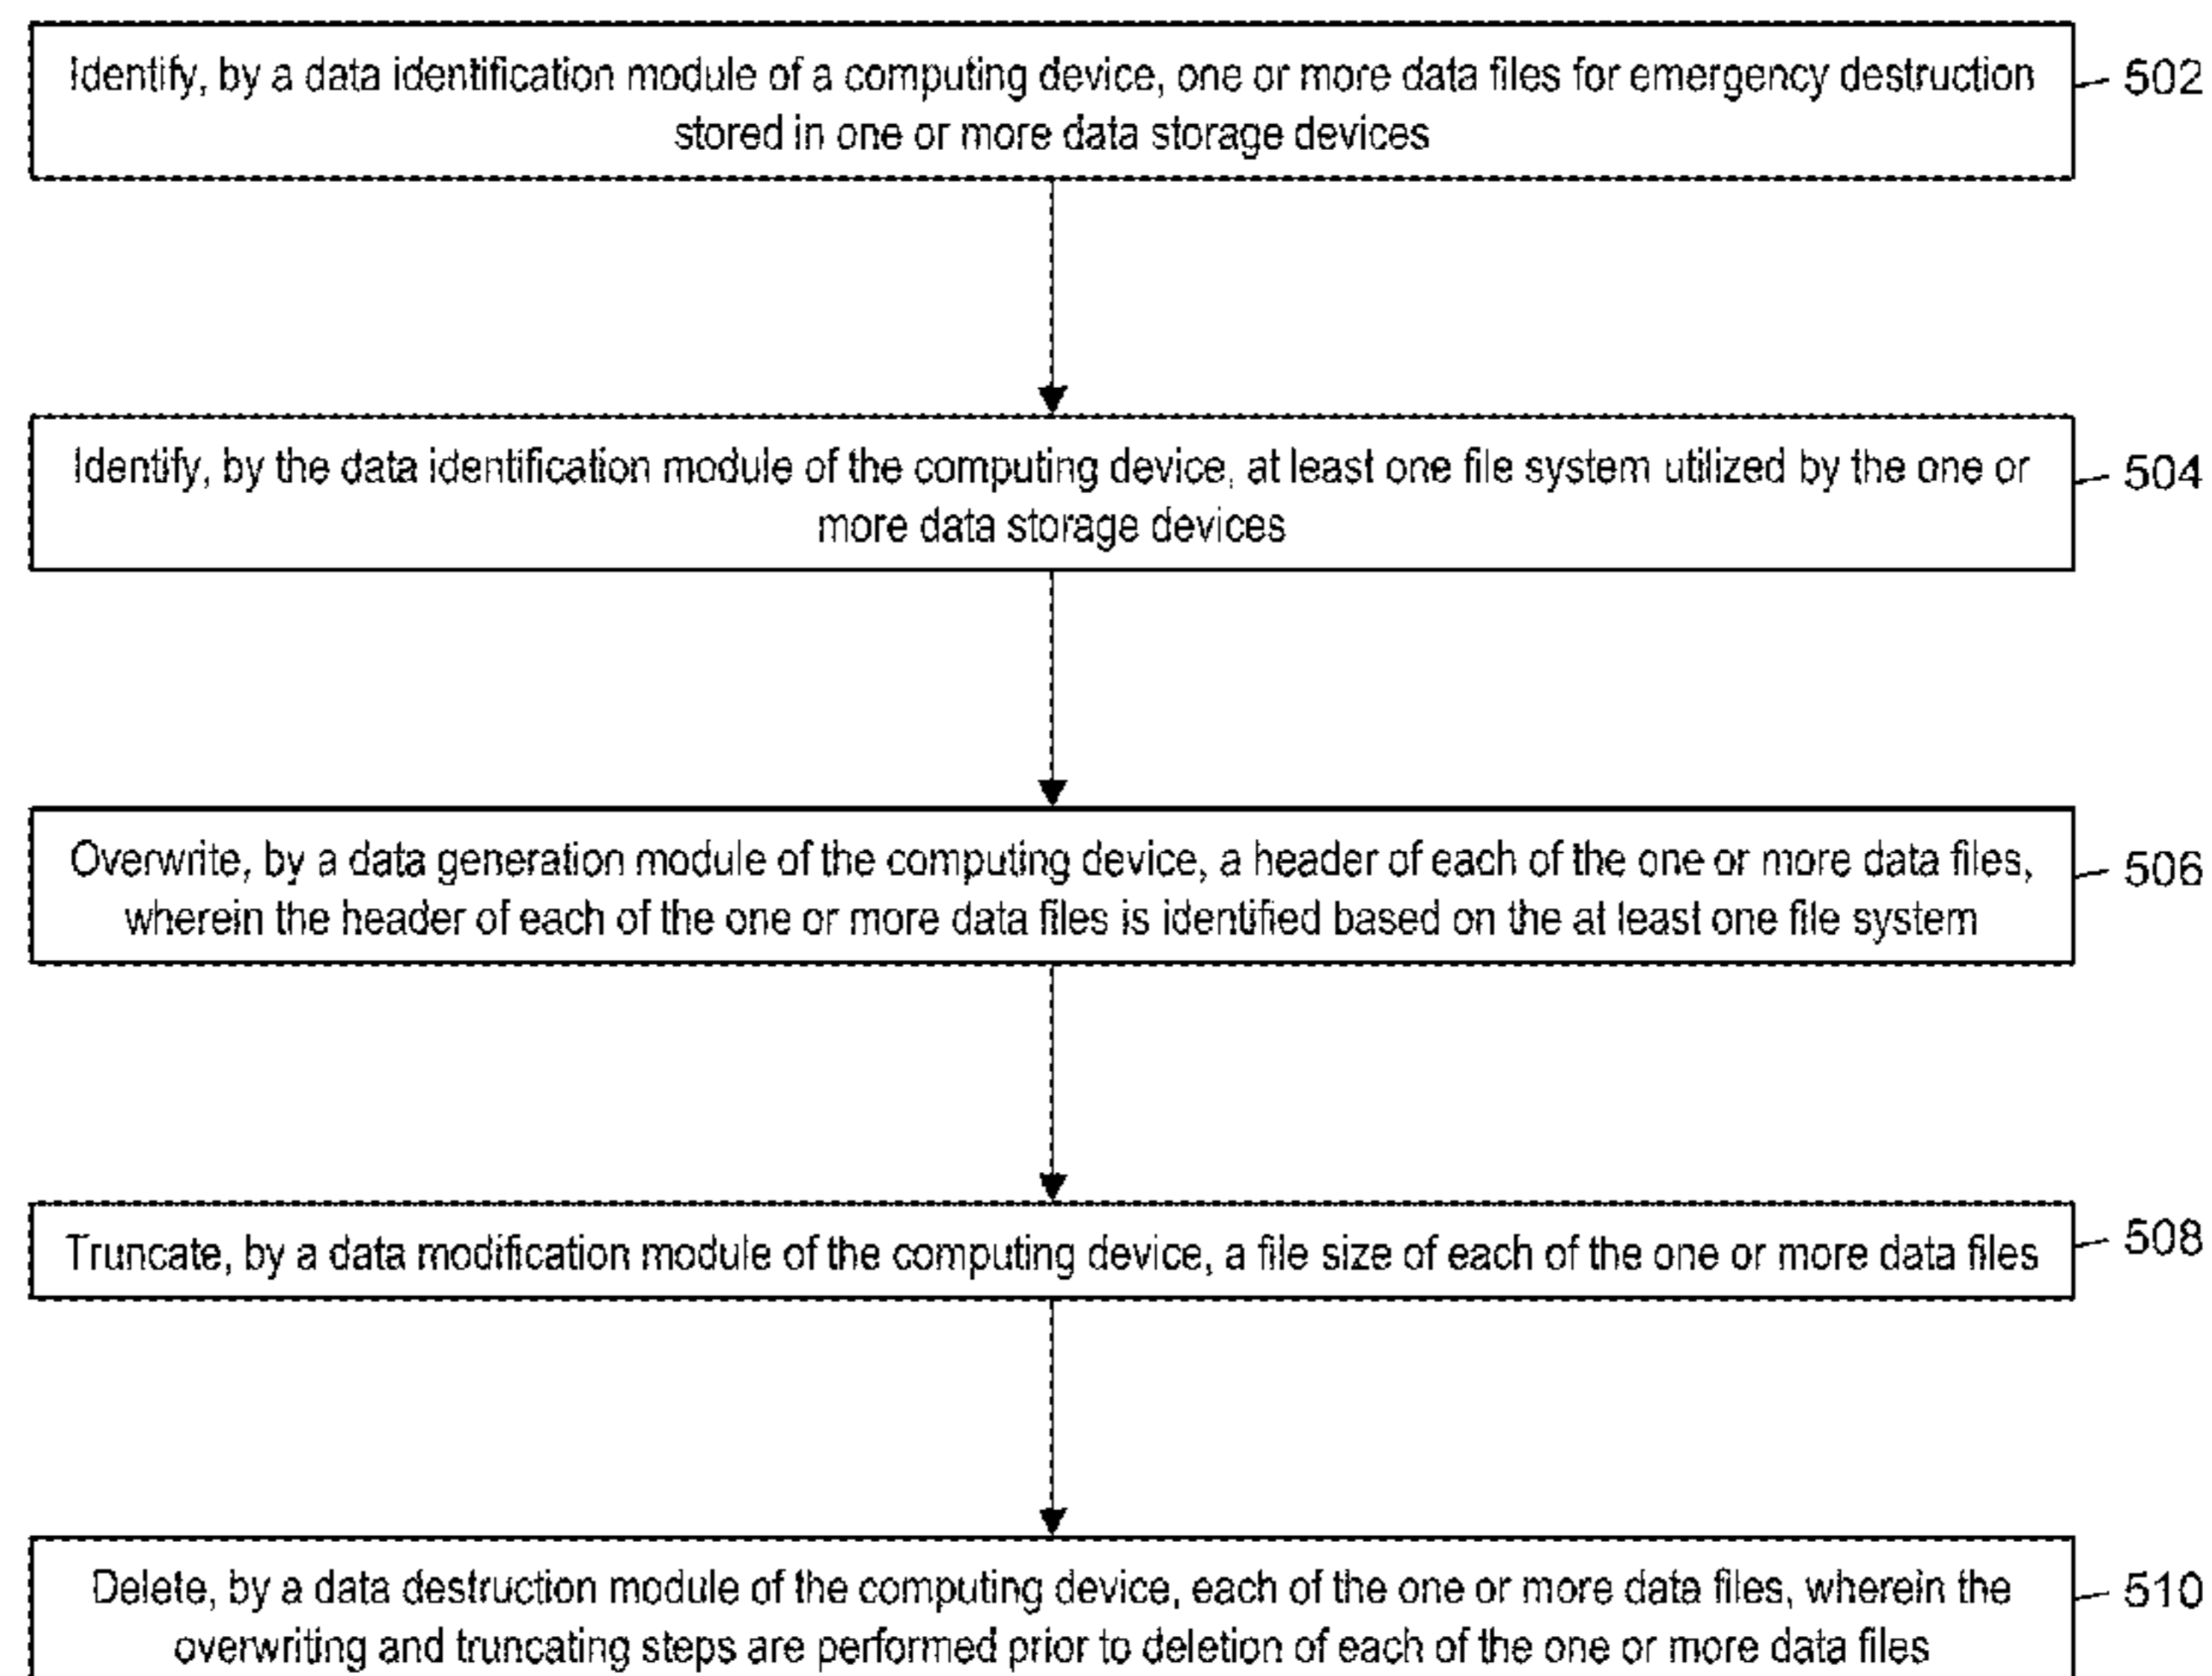 Identify, by a data identification module of a computing device, one or more data files for emergency destruction
stored in one or more data storage devices
502
Identify, by the data identification module of the computing device, at least one file system utilized by the one or
more data storage devices
504
Overwrite, by a data generation module of the computing device, a header of each of the one or more data files,
wherein the header of each of the one or more data files is identified based on the at least one file system
506
Truncate, by a data modification module of the computing device, a file size of each of the one or more data files
508
Delete, by a data destruction module of the computing device, each of the one or more data files, wherein the
overwriting and truncating steps are performed prior to deletion of each of the one or more data files
510